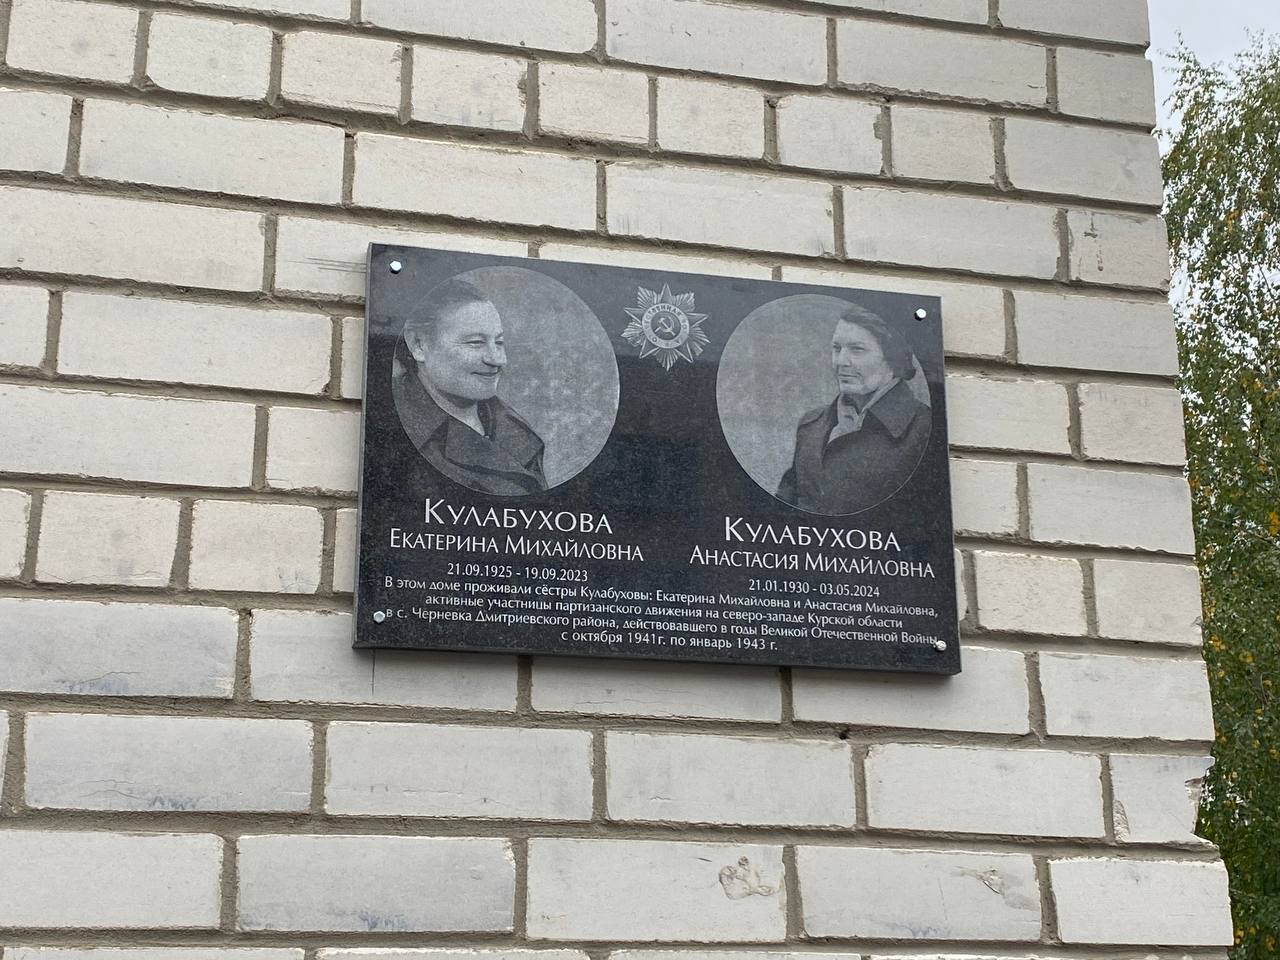 КУЛАБУХОВА
ЕКАТЕРИНА МИХАЙЛОВНА
21.09.1925 - 19.09.2023
КУЛАБУХОВА
АНАСТАСИЯ МИХАЙЛОВНА
21.01.1930 - 03.05.2024
В этом доме проживали сёстры Кулабуховы: Екатерина Михайловна и Анастасия Михайловна,
активные участницы партизанского движения на северо-западе Курской области
в с. Черневка Дмитриевского района, действовавшего в годы Великой Отечественной Войны
с октября 1941г. по январь 1943 г.